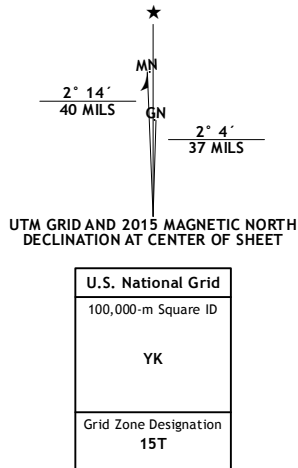 MN
2° 14´
40 MILS
GN
2° 4´
37 MILS
UTM GRID AND 2015 MAGNETIC NORTH
DECLINATION AT CENTER OF SHEET
U.S. National Grid
100,000-m Square ID
YK
Grid Zone Designation
15T